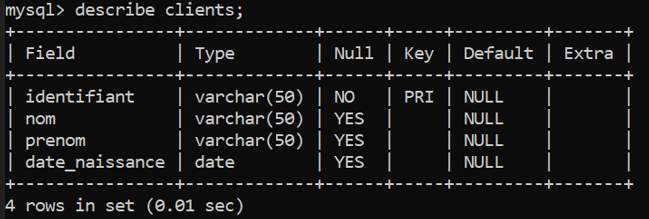 mysql> describe clients;
+----------------+-------------+------+-----+---------+-------+
| Field          | Type        | Null | Key | Default | Extra |
+----------------+-------------+------+-----+---------+-------+
| identifiant    | varchar(50) | NO   | PRI | NULL    |       |
| nom            | varchar(50) | YES  |     | NULL    |       |
| prenom         | varchar(50) | YES  |     | NULL    |       |
| date_naissance | date        | YES  |     | NULL    |       |
+----------------+-------------+------+-----+---------+-------+
4 rows in set (0.01 sec)